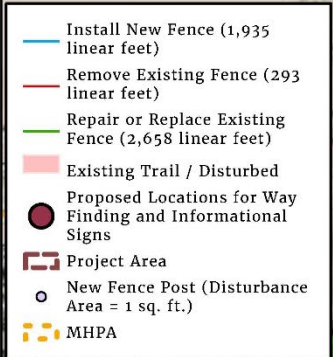 Install New Fence (1,935
linear feet)
Remove Existing Fence (293
linear feet)
Repair or Replace Existing
Fence (2,658 linear feet)
Existing Trail / Disturbed
Proposed Locations for Way
Finding and Informational
Signs
Project Area
New Fence Post (Disturbance
Area = 1 sq. ft.)
MHPA